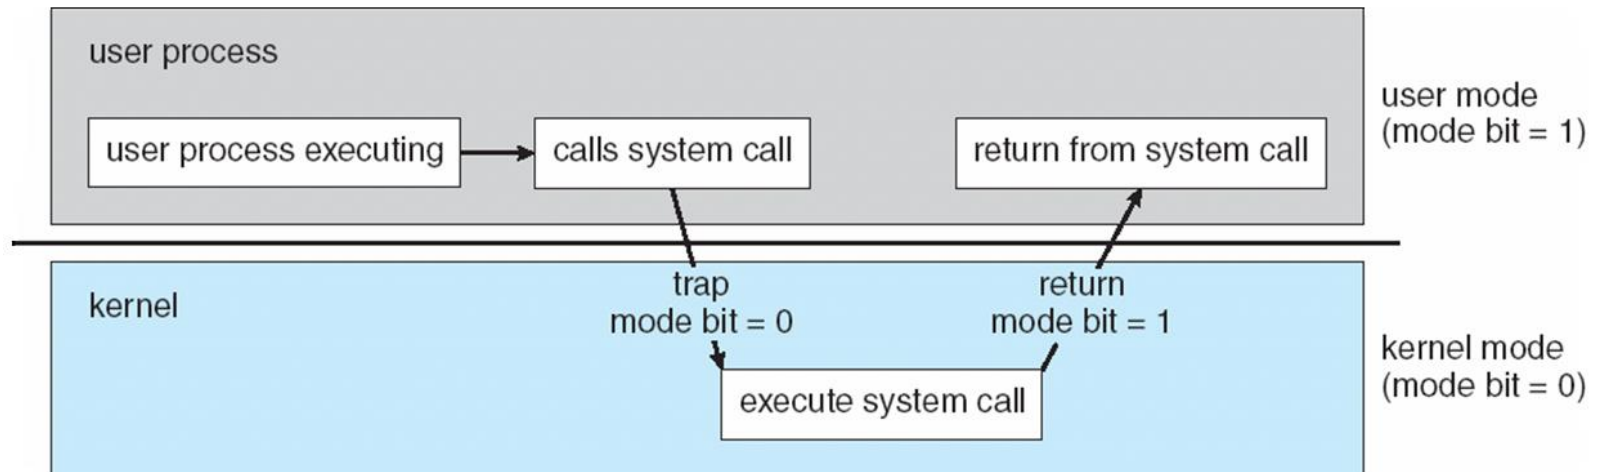 user process
user process executing
calls system call
return from system call
user mode
(mode bit = 1)
kernel
trap
mode bit = 0
return
mode bit = 1
execute system call
kernel mode
(mode bit = 0)